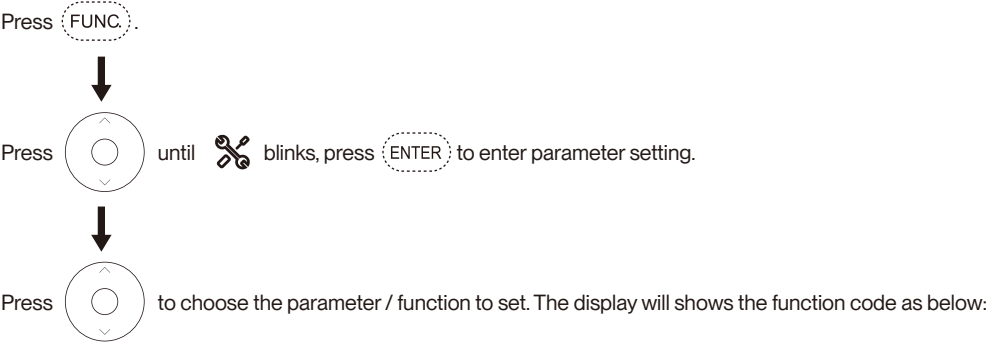 Press FUNC. .
Press until blinks, press ENTER to enter parameter setting.
Press to choose the parameter / function to set. The display will shows the function code as below: